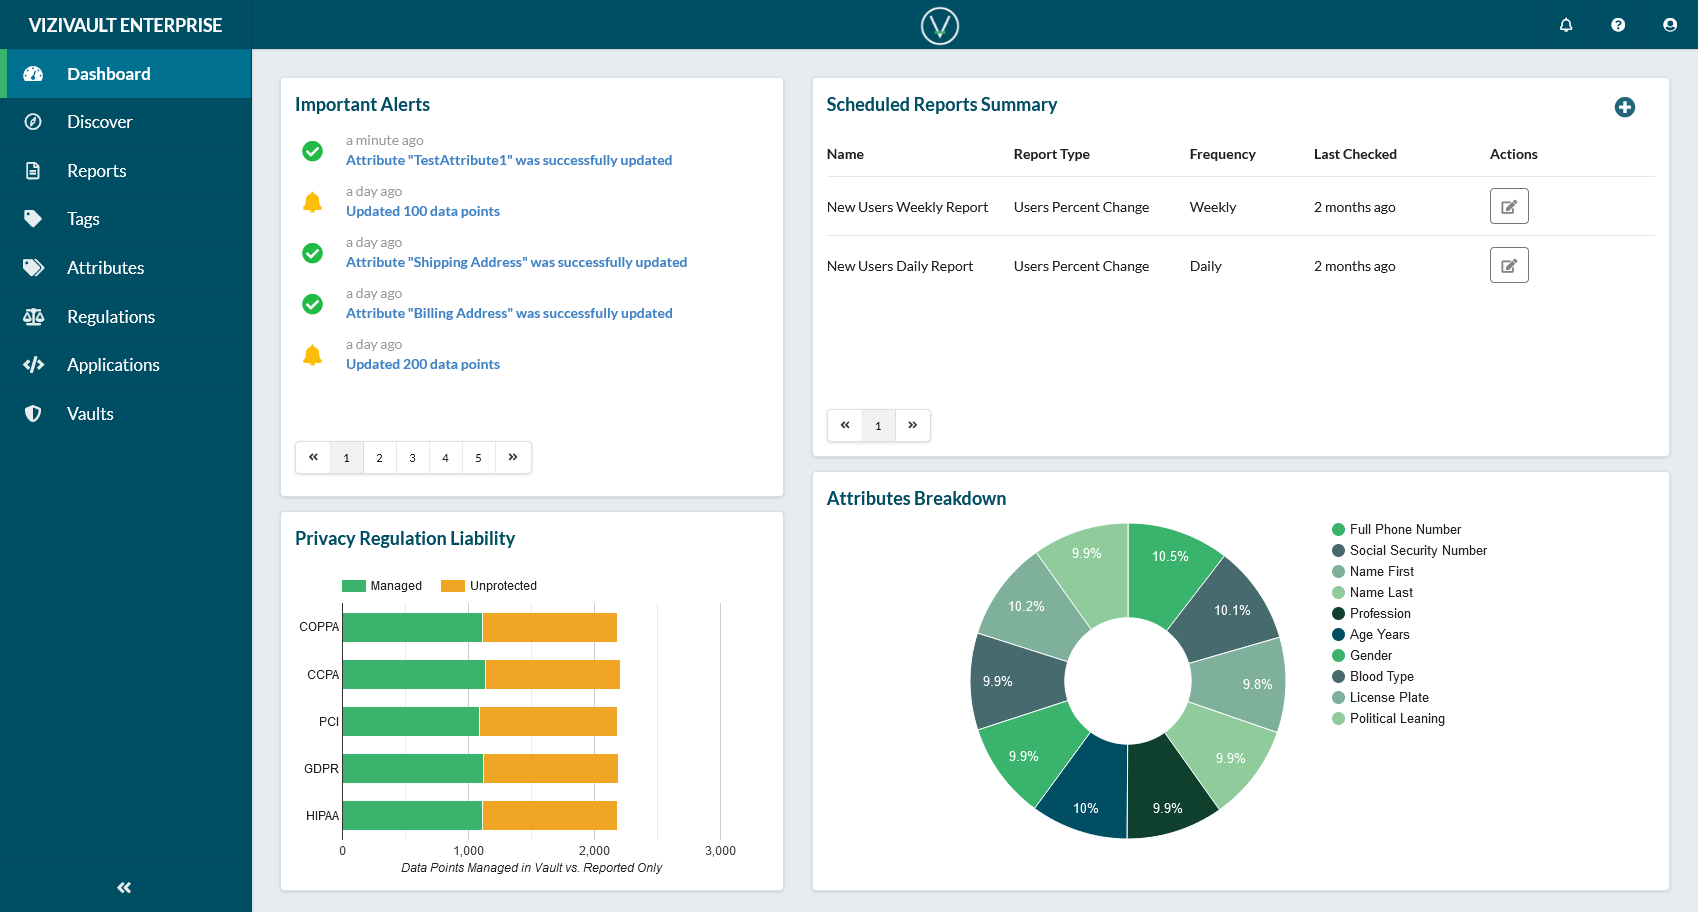 VIZIVAULT ENTERPRISE
Dashboard
Discover
Reports
Tags
Attributes
Regulations
Applications
Vaults
Important Alerts
a minute ago
Attribute "TestAttribute1" was successfully updated
a day ago
Updated 100 data points
a day ago
Attribute "Shipping Address" was successfully updated
a day ago
Attribute "Billing Address" was successfully updated
a day ago
Updated 200 data points
« 1 2 3 4 5 »
Scheduled Reports Summary
Name Report Type Frequency Last Checked Actions
New Users Weekly Report Users Percent Change Weekly 2 months ago
New Users Daily Report Users Percent Change Daily 2 months ago
« 1 »
Privacy Regulation Liability
Managed Unprotected
COPPA
CCPA
PCI
GDPR
HIPAA
0 1,000 2,000 3,000
Data Points Managed in Vault vs. Reported Only
Attributes Breakdown
10.5%
10.1%
9.8%
9.9%
9.9%
10%
9.9%
9.9%
10.2%
9.9%
Full Phone Number
Social Security Number
Name First
Name Last
Profession
Age Years
Gender
Blood Type
License Plate
Political Leaning